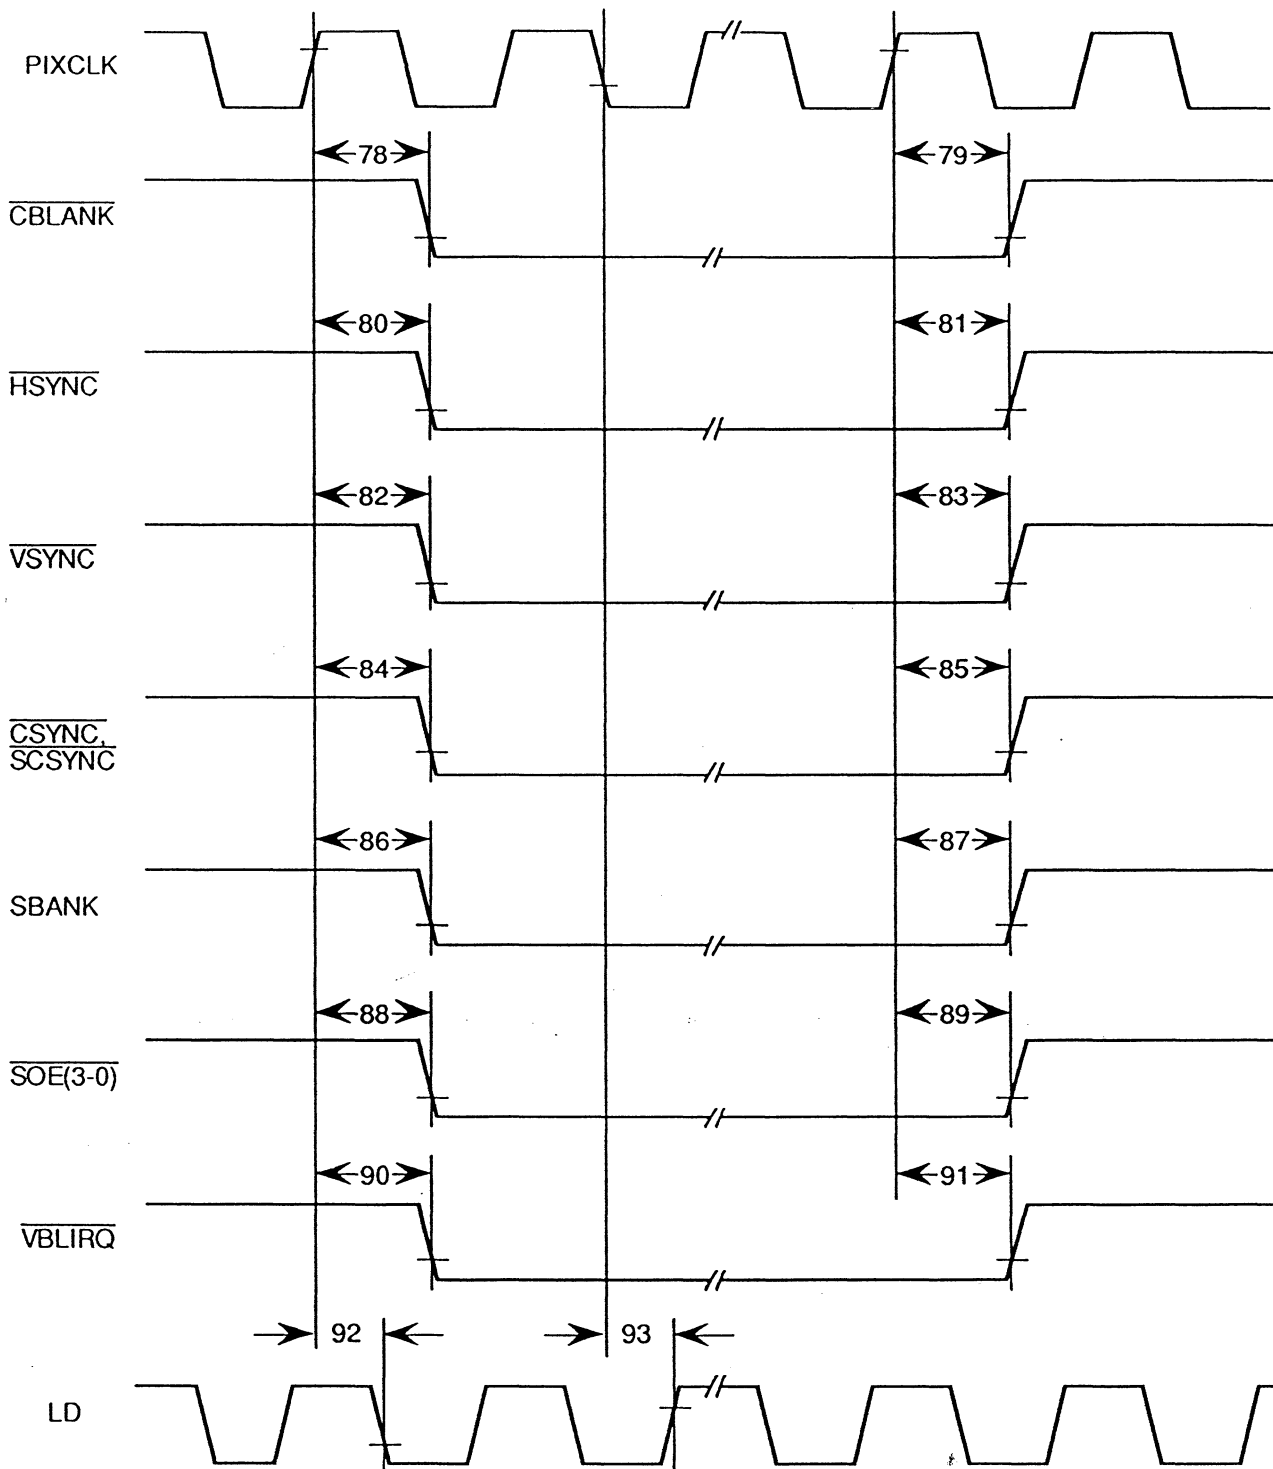 PIXCLK
78
79
CBLANK
80
81
HSYNC
82
83
VSYNC
84
85
CSYNC,
SCSYNC
86
87
SBANK
88
89
SOE(3-0)
90
91
VBLIRQ
92
93
LD